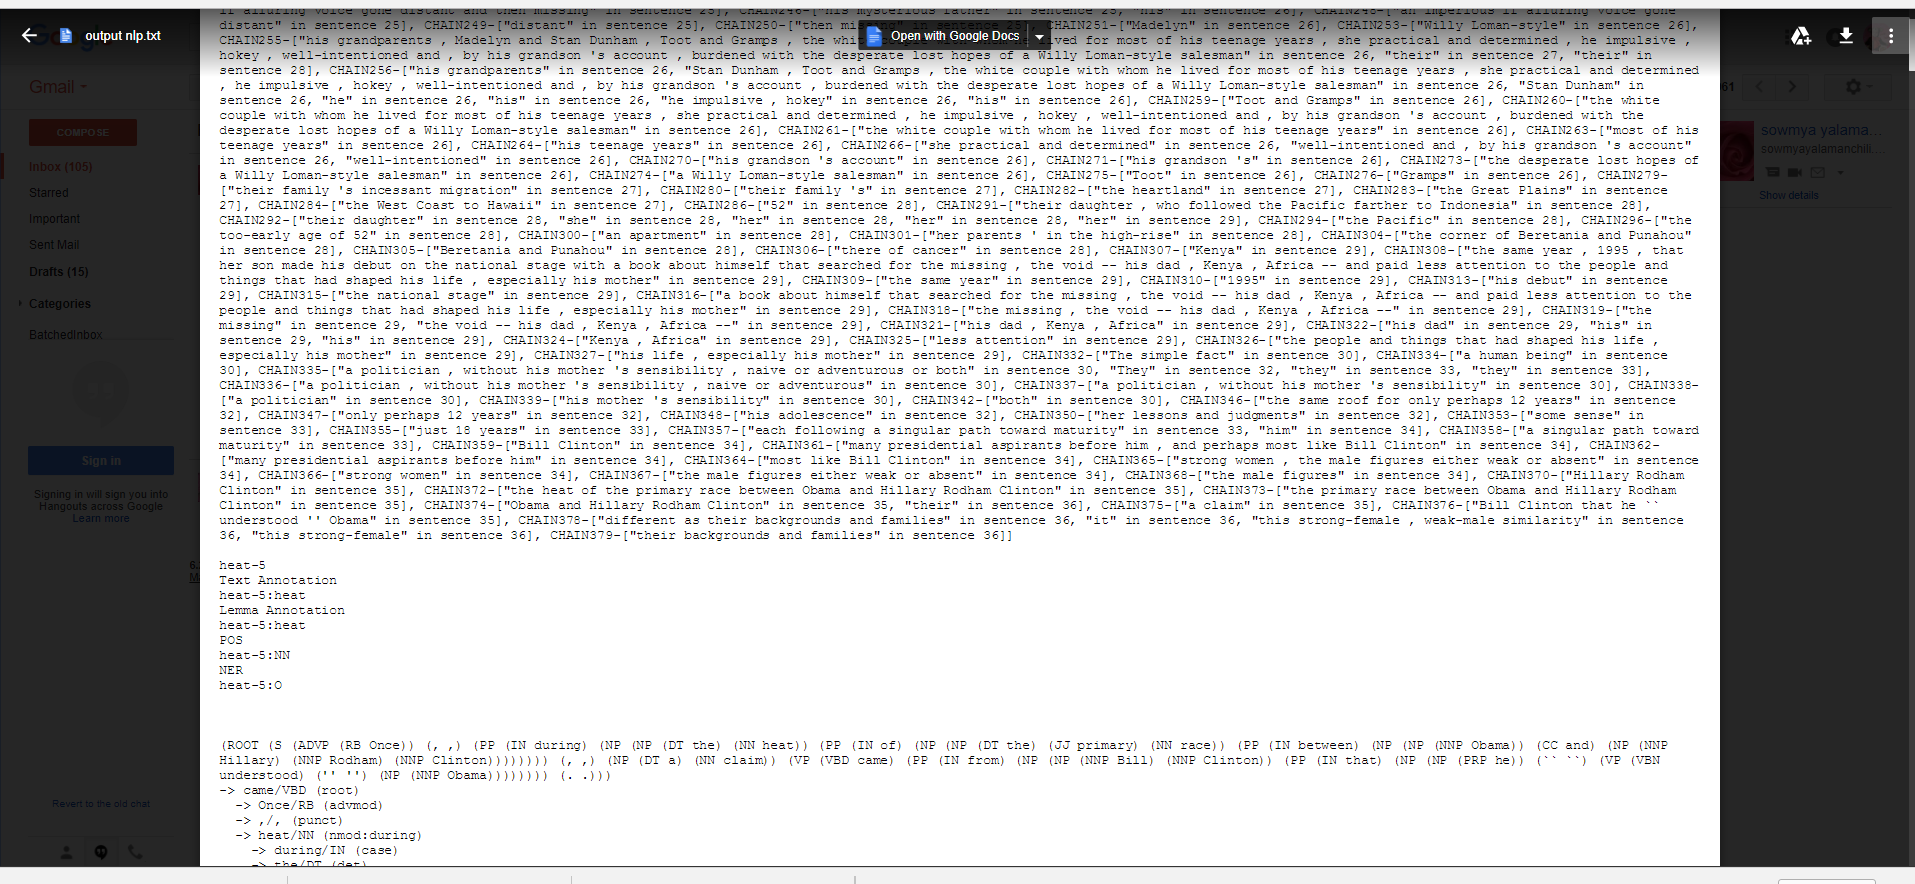 output nlp.txt
Open with Google Docs
distant" in sentence 25], CHAIN249-["distant" in sentence 25], CHAIN250-["then missing" in sentence 25], CHAIN251-["Madelyn" in sentence 26], CHAIN253-["Willy Loman-style" in sentence 26],
CHAIN255-["his grandparents , Madelyn and Stan Dunham , Toot and Gramps , the white couple with whom he lived for most of his teenage years , she practical and determined , he impulsive ,
hokey , well-intentioned and , by his grandson 's account , burdened with the desperate lost hopes of a Willy Loman-style salesman" in sentence 26, "their" in sentence 27, "their" in
sentence 28], CHAIN256-["his grandparents" in sentence 26, "Stan Dunham , Toot and Gramps , the white couple with whom he lived for most of his teenage years , she practical and determined
, he impulsive , hokey , well-intentioned and , by his grandson 's account , burdened with the desperate lost hopes of a Willy Loman-style salesman" in sentence 26, "Stan Dunham" in
sentence 26, "he" in sentence 26, "his" in sentence 26, "he impulsive , hokey" in sentence 26, "his" in sentence 26], CHAIN259-["Toot and Gramps" in sentence 26], CHAIN260-["the white
couple with whom he lived for most of his teenage years , she practical and determined , he impulsive , hokey , well-intentioned and , by his grandson 's account , burdened with the
desperate lost hopes of a Willy Loman-style salesman" in sentence 26], CHAIN261-["the white couple with whom he lived for most of his teenage years" in sentence 26], CHAIN263-["most of his
teenage years" in sentence 26], CHAIN264-["his teenage years" in sentence 26], CHAIN266-["she practical and determined" in sentence 26, "well-intentioned and , by his grandson 's account"
in sentence 26, "well-intentioned" in sentence 26], CHAIN270-["his grandson 's account" in sentence 26], CHAIN271-["his grandson 's" in sentence 26], CHAIN273-["the desperate lost hopes of
a Willy Loman-style salesman" in sentence 26], CHAIN274-["a Willy Loman-style salesman" in sentence 26], CHAIN275-["Toot" in sentence 26], CHAIN276-["Gramps" in sentence 26], CHAIN279-
["their family 's incessant migration" in sentence 27], CHAIN280-["their family 's" in sentence 27], CHAIN282-["the heartland" in sentence 27], CHAIN283-["the Great Plains" in sentence
27], CHAIN284-["the West Coast to Hawaii" in sentence 27], CHAIN286-["52" in sentence 28], CHAIN291-["their daughter , who followed the Pacific farther to Indonesia" in sentence 28],
CHAIN292-["their daughter" in sentence 28, "she" in sentence 28, "her" in sentence 28, "her" in sentence 28, "her" in sentence 29], CHAIN294-["the Pacific" in sentence 28], CHAIN296-["the
too-early age of 52" in sentence 28], CHAIN300-["an apartment" in sentence 28], CHAIN301-["her parents ' in the high-rise" in sentence 28], CHAIN304-["the corner of Beretania and Punahou"
in sentence 28], CHAIN305-["Beretania and Punahou" in sentence 28], CHAIN306-["there of cancer" in sentence 28], CHAIN307-["Kenya" in sentence 29], CHAIN308-["the same year , 1995 , that
her son made his debut on the national stage with a book about himself that searched for the missing , the void -- his dad , Kenya , Africa -- and paid less attention to the people and
things that had shaped his life , especially his mother" in sentence 29], CHAIN309-["the same year" in sentence 29], CHAIN310-["1995" in sentence 29], CHAIN313-["his debut" in sentence
29], CHAIN315-["the national stage" in sentence 29], CHAIN316-["a book about himself that searched for the missing , the void -- his dad , Kenya , Africa -- and paid less attention to the
people and things that had shaped his life , especially his mother" in sentence 29], CHAIN318-["the missing , the void -- his dad , Kenya , Africa --" in sentence 29], CHAIN319-["the
missing" in sentence 29, "the void -- his dad , Kenya , Africa --" in sentence 29], CHAIN321-["his dad , Kenya , Africa" in sentence 29], CHAIN322-["his dad" in sentence 29, "his" in
sentence 29, "his" in sentence 29], CHAIN324-["Kenya , Africa" in sentence 29], CHAIN325-["less attention" in sentence 29], CHAIN326-["the people and things that had shaped his life ,
especially his mother" in sentence 29], CHAIN327-["his life , especially his mother" in sentence 29], CHAIN332-["The simple fact" in sentence 30], CHAIN334-["a human being" in sentence
30], CHAIN335-["a politician , without his mother 's sensibility , naive or adventurous or both" in sentence 30, "They" in sentence 32, "they" in sentence 33, "they" in sentence 33],
CHAIN336-["a politician , without his mother 's sensibility , naive or adventurous" in sentence 30], CHAIN337-["a politician , without his mother 's sensibility" in sentence 30], CHAIN338-
["a politician" in sentence 30], CHAIN339-["his mother 's sensibility" in sentence 30], CHAIN342-["both" in sentence 30], CHAIN346-["the same roof for only perhaps 12 years" in sentence
32], CHAIN347-["only perhaps 12 years" in sentence 32], CHAIN348-["his adolescence" in sentence 32], CHAIN350-["her lessons and judgments" in sentence 32], CHAIN353-["some sense" in
sentence 33], CHAIN355-["just 18 years" in sentence 33], CHAIN357-["each following a singular path toward maturity" in sentence 33, "him" in sentence 34], CHAIN358-["a singular path toward
maturity" in sentence 33], CHAIN359-["Bill Clinton" in sentence 34], CHAIN361-["many presidential aspirants before him , and perhaps most like Bill Clinton" in sentence 34], CHAIN362-
["many presidential aspirants before him" in sentence 34], CHAIN364-["most like Bill Clinton" in sentence 34], CHAIN365-["strong women , the male figures either weak or absent" in sentence
34], CHAIN366-["strong women" in sentence 34], CHAIN367-["the male figures either weak or absent" in sentence 34], CHAIN368-["the male figures" in sentence 34], CHAIN370-["Hillary Rodham
Clinton" in sentence 35], CHAIN372-["the heat of the primary race between Obama and Hillary Rodham Clinton" in sentence 35], CHAIN373-["the primary race between Obama and Hillary Rodham
Clinton" in sentence 35], CHAIN374-["Obama and Hillary Rodham Clinton" in sentence 35, "their" in sentence 36], CHAIN375-["a claim" in sentence 35], CHAIN376-["Bill Clinton that he ``
understood '' Obama" in sentence 35], CHAIN378-["different as their backgrounds and families" in sentence 36, "it" in sentence 36, "this strong-female , weak-male similarity" in sentence
36, "this strong-female" in sentence 36], CHAIN379-["their backgrounds and families" in sentence 36]]
heat-5
Text Annotation
heat-5:heat
Lemma Annotation
heat-5:heat
POS
heat-5:NN
NER
heat-5:O
(ROOT (S (ADVP (RB Once)) (, ,) (PP (IN during) (NP (NP (DT the) (NN heat)) (PP (IN of) (NP (NP (DT the) (JJ primary) (NN race)) (PP (IN between) (NP (NP (NNP Obama)) (CC and) (NP (NNP
Hillary) (NNP Rodham) (NNP Clinton)))))))) (, ,) (NP (DT a) (NN claim)) (VP (VBD came) (PP (IN from) (NP (NP (NNP Bill) (NNP Clinton)) (PP (IN that) (NP (NP (PRP he)) (`` ``) (VP (VBN
understood) ('' '') (NP (NNP Obama)))))))) (. .)))
-> came/VBD (root)
-> Once/RB (advmod)
-> ,/, (punct)
-> heat/NN (nmod:during)
-> during/IN (case)
-> the/DT (det)
Gmail
COMPOSE
Inbox (105)
Starred
Important
Sent Mail
Drafts (15)
Categories
BatchedInbox
Sign in
Signing in will sign you into
Hangouts across Google
Learn more
Revert to the old chat
61
sowmya yalama...
sowmyayalamanchili....
Show details